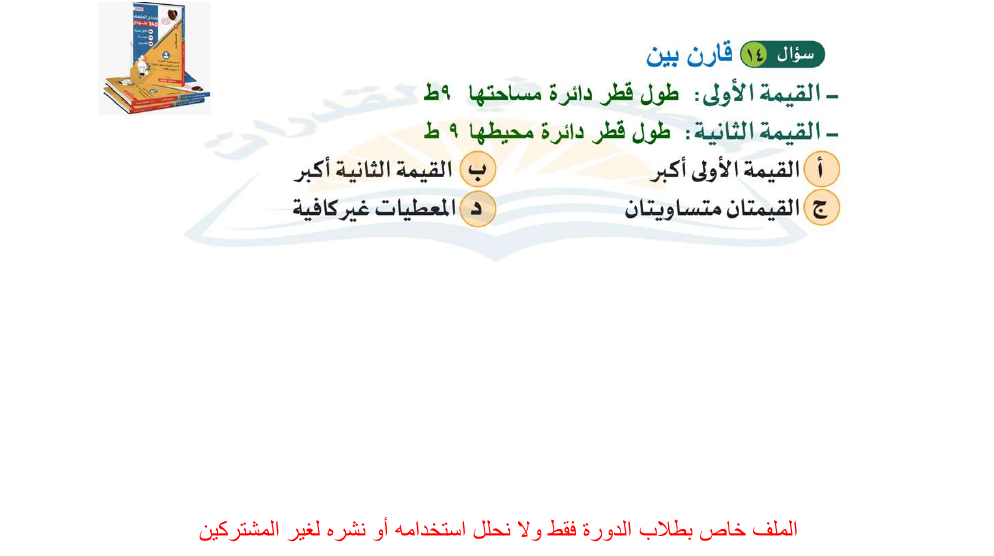 سؤال ١٤ قارن بين
– القيمة الأولى: طول قطر دائرة مساحتها ٩ط
– القيمة الثانية: طول قطر دائرة محيطها ٩ ط
أ القيمة الأولى أكبر ب القيمة الثانية أكبر
ج القيمتان متساويتان د المعطيات غير كافية
الملف خاص بطلاب الدورة فقط ولا نحلل استخدامه أو نشره لغير المشتركين